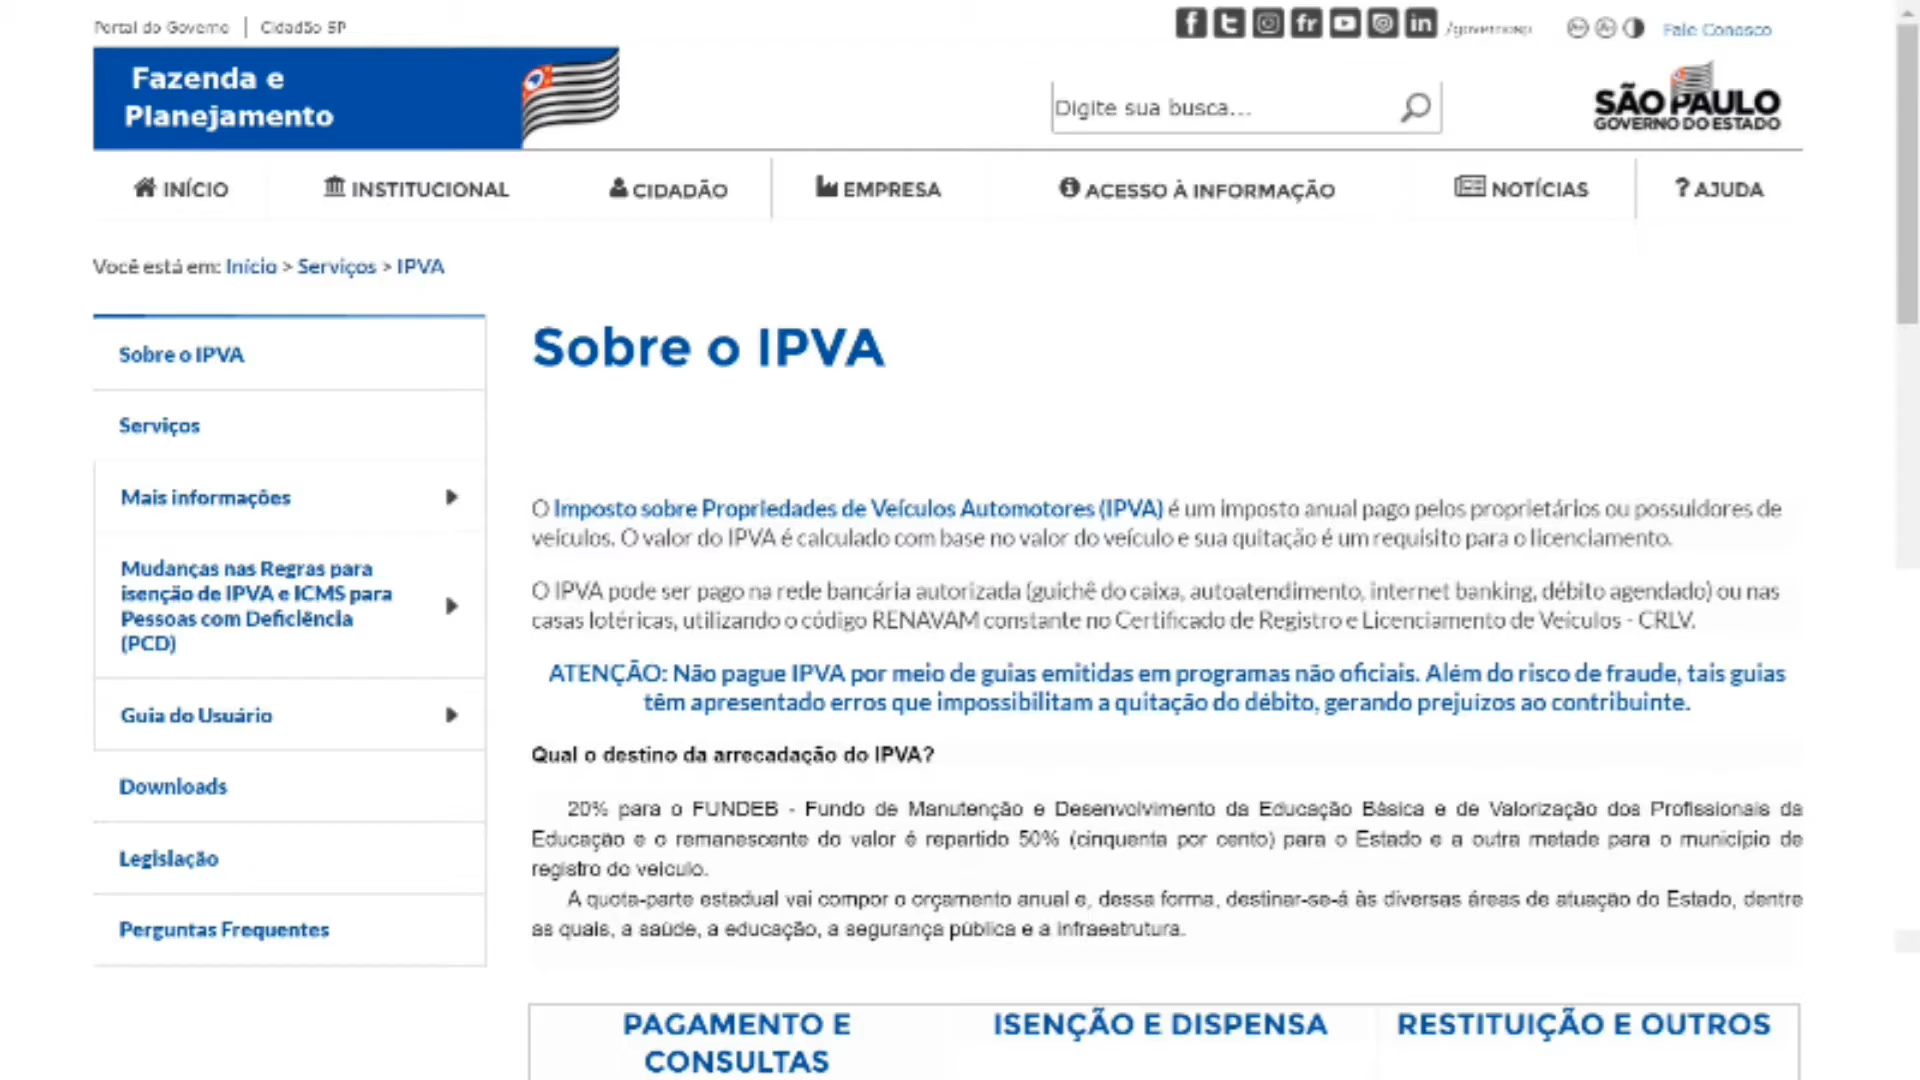 Portal do Governo | Cidadão SP
/governosp
Fale Conosco
Fazenda e
Planejamento
Digite sua busca...
SÃO PAULO
GOVERNO DO ESTADO
INÍCIO
INSTITUCIONAL
CIDADÃO
EMPRESA
ACESSO À INFORMAÇÃO
NOTÍCIAS
? AJUDA
Você está em: Início > Serviços > IPVA
Sobre o IPVA
Serviços
Mais informações
Mudanças nas Regras para
isenção de IPVA e ICMS para
Pessoas com Deficiência
(PCD)
Guia do Usuário
Downloads
Legislação
Perguntas Frequentes
Sobre o IPVA
O Imposto sobre Propriedades de Veículos Automotores (IPVA) é um imposto anual pago pelos proprietários ou possuidores de
veículos. O valor do IPVA é calculado com base no valor do veículo e sua quitação é um requisito para o licenciamento.
O IPVA pode ser pago na rede bancária autorizada (guichê do caixa, autoatendimento, internet banking, débito agendado) ou nas
casas lotéricas, utilizando o código RENAVAM constante no Certificado de Registro e Licenciamento de Veículos - CRLV.
ATENÇÃO: Não pague IPVA por meio de guias emitidas em programas não oficiais. Além do risco de fraude, tais guias
têm apresentado erros que impossibilitam a quitação do débito, gerando prejuízos ao contribuinte.
Qual o destino da arrecadação do IPVA?
20% para o FUNDEB - Fundo de Manutenção e Desenvolvimento da Educação Básica e de Valorização dos Profissionais da
Educação e o remanescente do valor é repartido 50% (cinquenta por cento) para o Estado e a outra metade para o município de
registro do veículo.
A quota-parte estadual vai compor o orçamento anual e, dessa forma, destinar-se-á às diversas áreas de atuação do Estado, dentre
as quais, a saúde, a educação, a segurança pública e a infraestrutura.
PAGAMENTO E
CONSULTAS
ISENÇÃO E DISPENSA
RESTITUIÇÃO E OUTROS